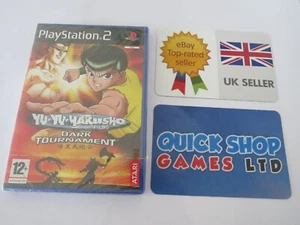 PlayStation 2
YU·YU·HAKUSHO
DARK
TOURNAMENT
12+
ATARI
eBay
Top-rated
seller
UK SELLER
QUICK SHOP
GAMES LTD